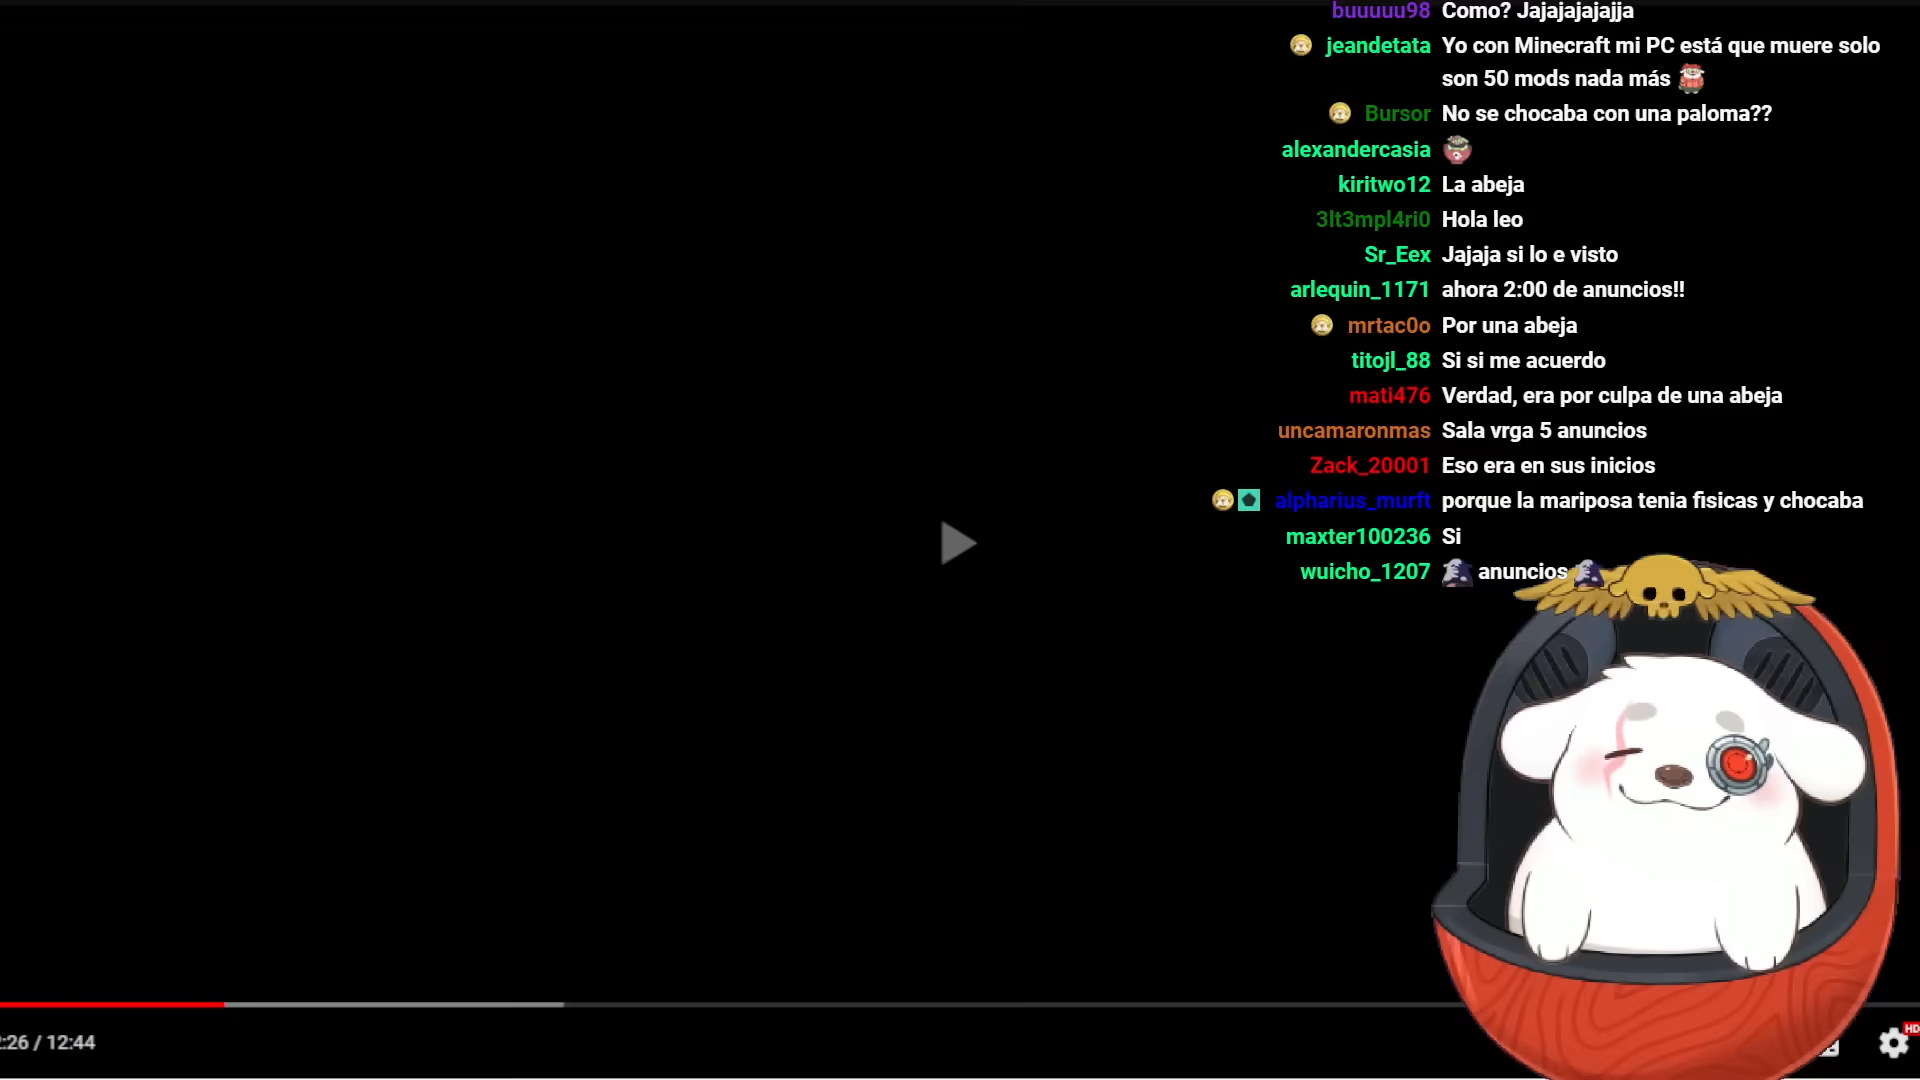 buuuuu98 Como? Jajajajajajja
jeandetata Yo con Minecraft mi PC está que muere solo
son 50 mods nada más
Bursor No se chocaba con una paloma??
alexandercasia
kiritwo12 La abeja
3lt3mpl4ri0 Hola leo
Sr_Eex Jajaja si lo e visto
arlequin_1171 ahora 2:00 de anuncios!!
mrtac0o Por una abeja
titojl_88 Si si me acuerdo
mati476 Verdad, era por culpa de una abeja
uncamaronmas Sala vrga 5 anuncios
Zack_20001 Eso era en sus inicios
alpharius_murft porque la mariposa tenia fisicas y chocaba
maxter100236 Si
wuicho_1207 anuncios
:26 / 12:44
HD